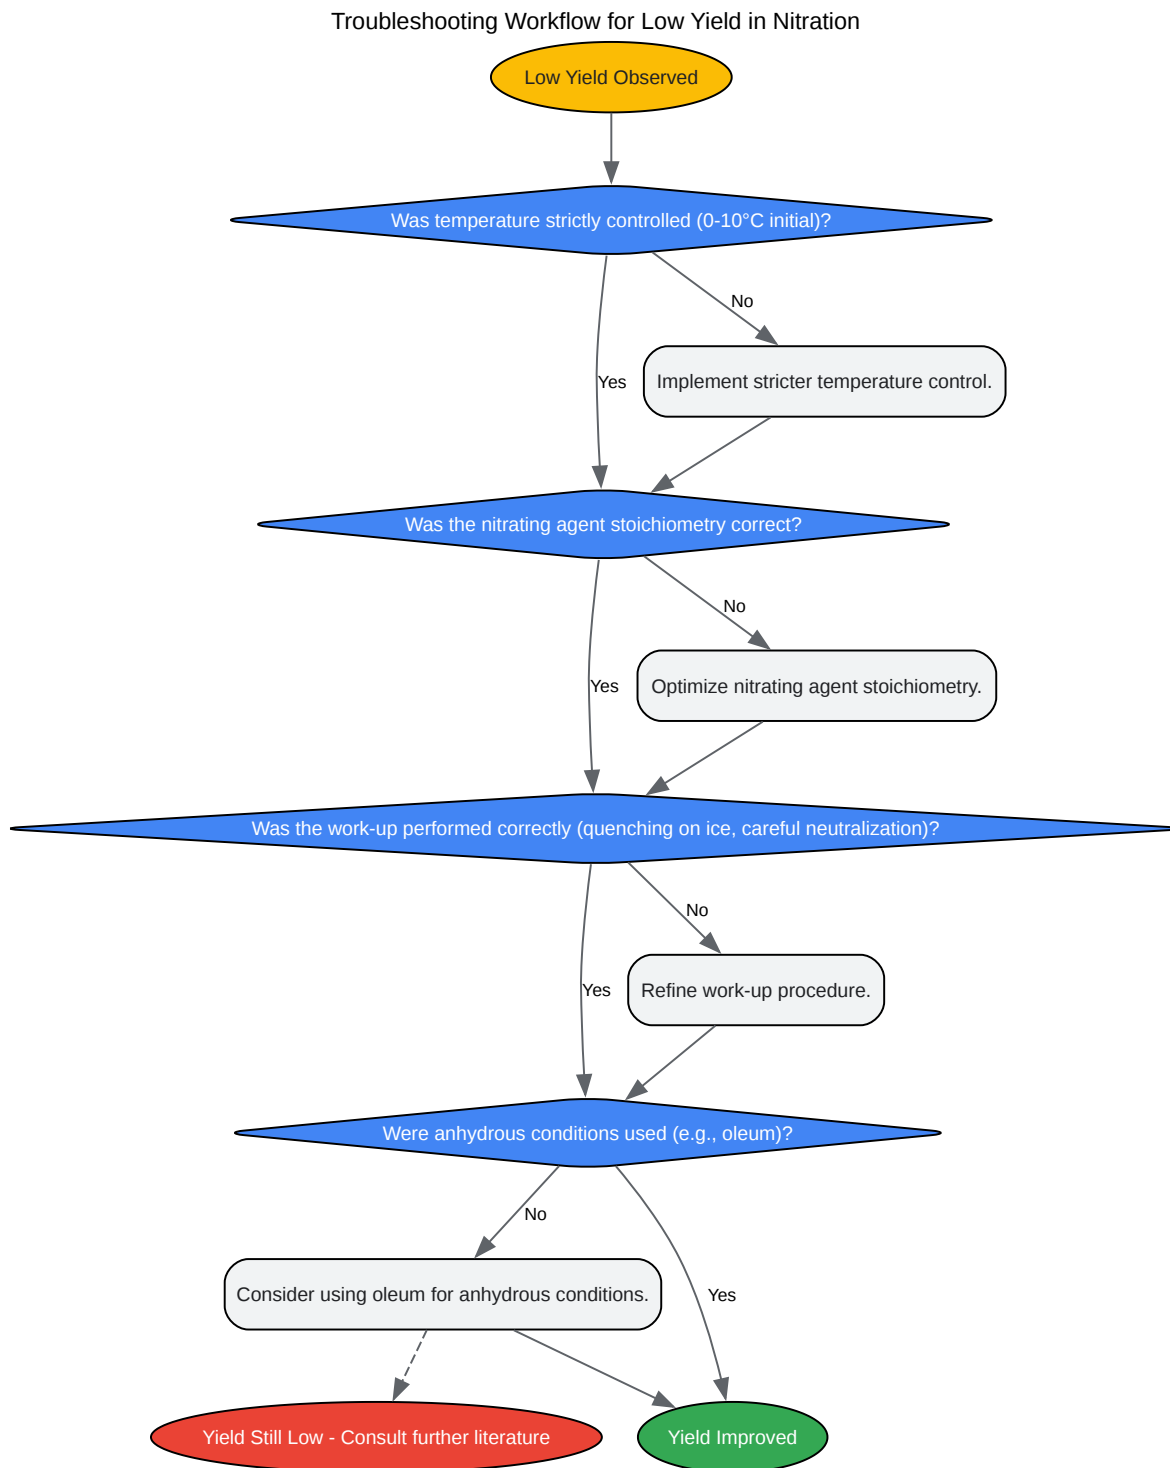 Troubleshooting Workflow for Low Yield in Nitration
Low Yield Observed
Was temperature strictly controlled (0-10°C initial)?
No
Yes
Implement stricter temperature control.
Was the nitrating agent stoichiometry correct?
No
Yes
Optimize nitrating agent stoichiometry.
Was the work-up performed correctly (quenching on ice, careful neutralization)?
No
Yes
Refine work-up procedure.
Were anhydrous conditions used (e.g., oleum)?
No
Consider using oleum for anhydrous conditions.
Yes
Yield Still Low - Consult further literature
Yield Improved